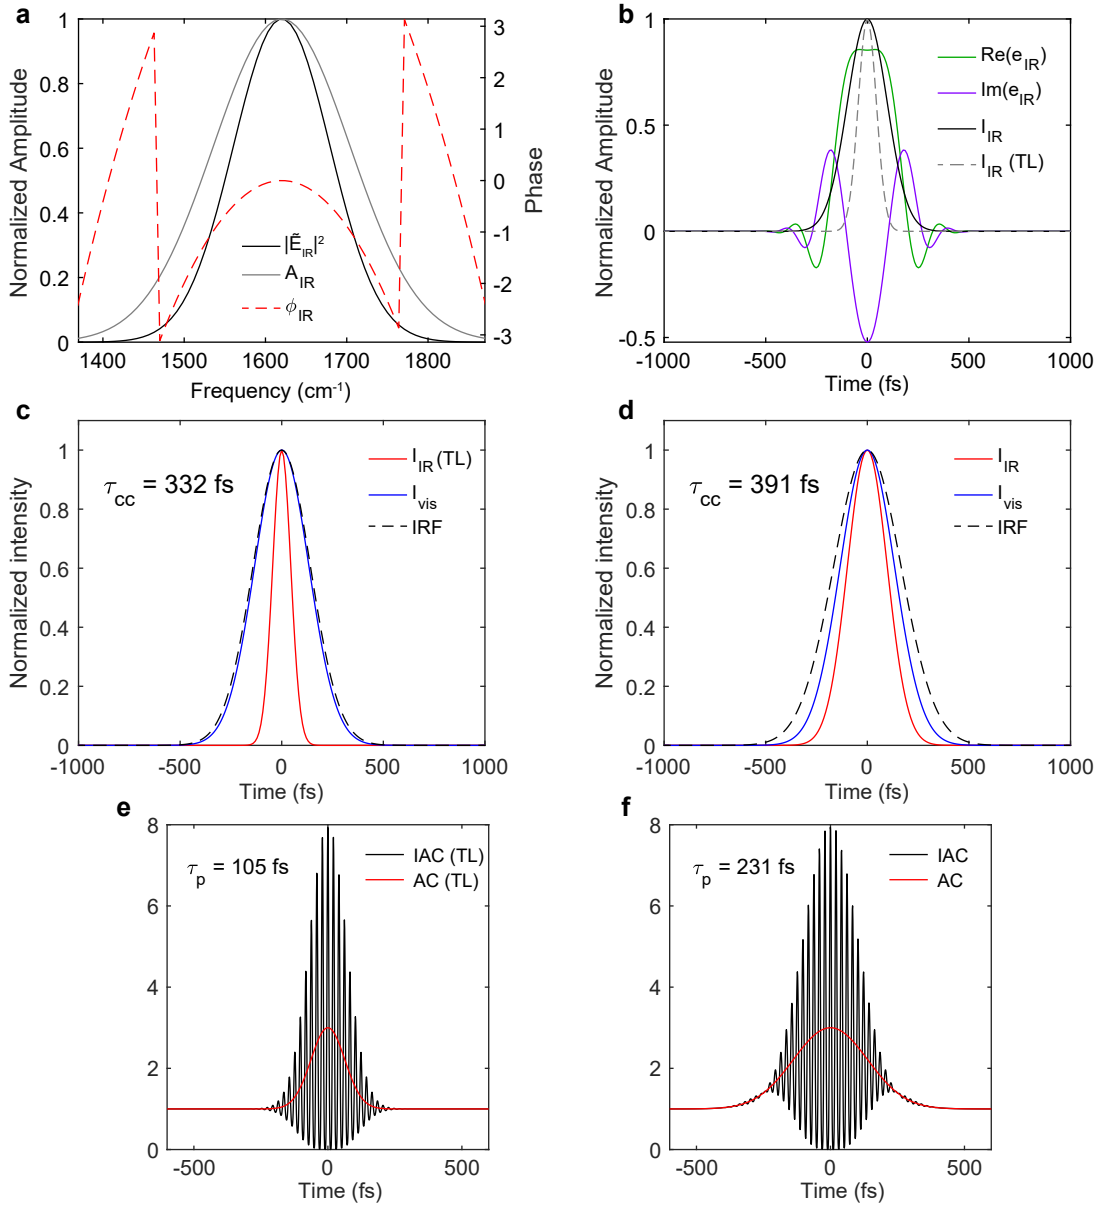 a
Normalized Amplitude
1
0.8
0.6
0.4
0.2
0
3
2
1
0
-1
-2
-3
Phase
|Ẽ_IR|²
A_IR
ϕ_IR
1400 1500 1600 1700 1800
Frequency (cm⁻¹)
b
Normalized Amplitude
1
0.5
0
-0.5
Re(e_IR)
Im(e_IR)
I_IR
I_IR (TL)
-1000 -500 0 500 1000
Time (fs)
c
Normalized intensity
1
0.8
0.6
0.4
0.2
0
τ_cc = 332 fs
I_IR (TL)
I_vis
IRF
-1000 -500 0 500 1000
Time (fs)
d
Normalized intensity
1
0.8
0.6
0.4
0.2
0
τ_cc = 391 fs
I_IR
I_vis
IRF
-1000 -500 0 500 1000
Time (fs)
e
8
6
4
2
0
τ_p = 105 fs
IAC (TL)
AC (TL)
-500 0 500
Time (fs)
f
8
6
4
2
0
τ_p = 231 fs
IAC
AC
-500 0 500
Time (fs)